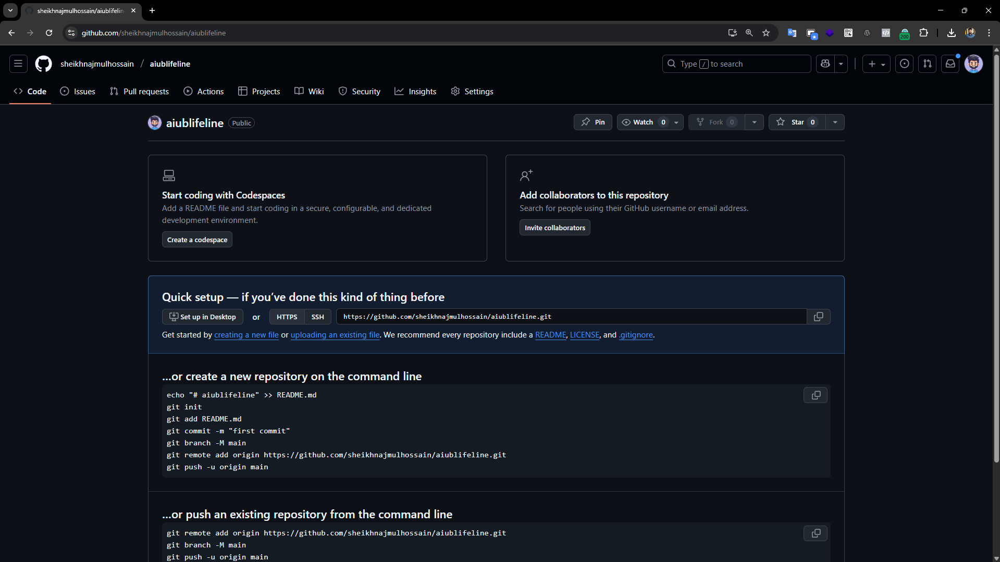 sheikhnajmulhossain/aiublifelin
github.com/sheikhnajmulhossain/aiublifeline
200
sheikhnajmulhossain / aiublifeline
Type / to search
Code
Issues
Pull requests
Actions
Projects
Wiki
Security
Insights
Settings
aiublifeline Public
Pin
Watch 0
Fork 0
Star 0
Start coding with Codespaces
Add a README file and start coding in a secure, configurable, and dedicated
development environment.
Create a codespace
Add collaborators to this repository
Search for people using their GitHub username or email address.
Invite collaborators
Quick setup — if you’ve done this kind of thing before
Set up in Desktop or HTTPS SSH https://github.com/sheikhnajmulhossain/aiublifeline.git
Get started by creating a new file or uploading an existing file. We recommend every repository include a README, LICENSE, and .gitignore.
…or create a new repository on the command line
echo "# aiublifeline" >> README.md
git init
git add README.md
git commit -m "first commit"
git branch -M main
git remote add origin https://github.com/sheikhnajmulhossain/aiublifeline.git
git push -u origin main
…or push an existing repository from the command line
git remote add origin https://github.com/sheikhnajmulhossain/aiublifeline.git
git branch -M main
git push -u origin main